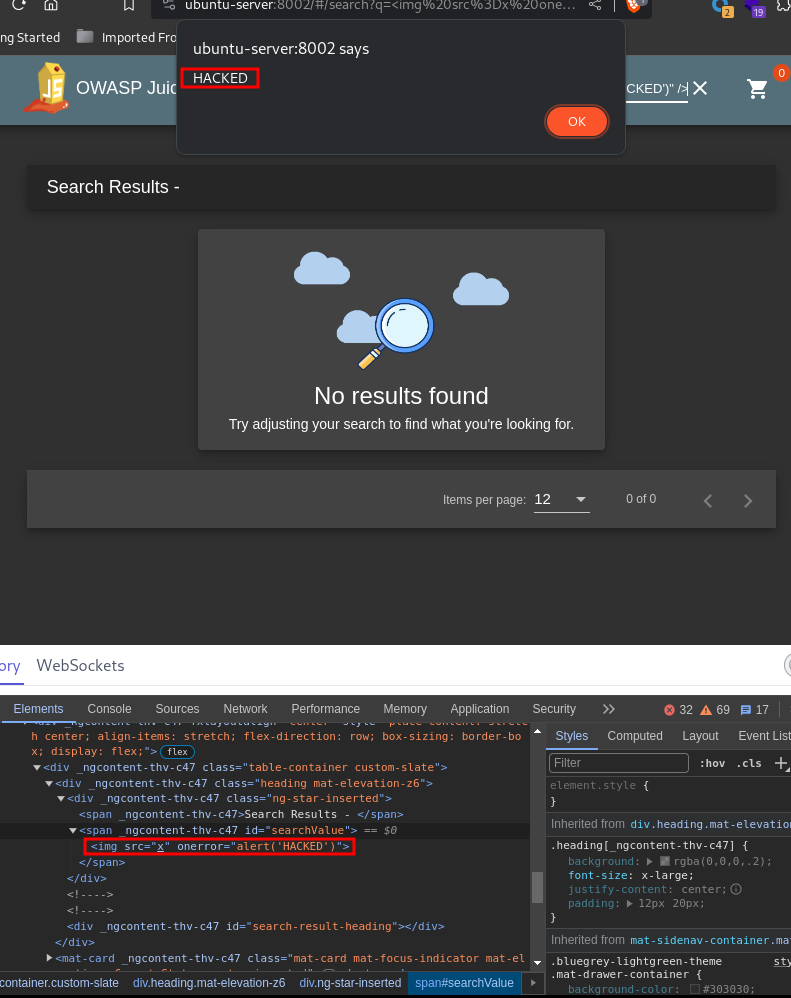 ubuntu-server:8002/#/search?q=<img%20src%3Dx%20one…
2
19
ng Started
Imported Fro
ubuntu-server:8002 says
HACKED
OK
JS
OWASP Juic
CKED')" />
0
Search Results -
No results found
Try adjusting your search to find what you're looking for.
Items per page:
12
0 of 0
ory
WebSockets
Elements
Console
Sources
Network
Performance
Memory
Application
Security
32
69
17
h center; align-items: stretch; flex-direction: row; box-sizing: border-bo
x; display: flex;">
flex
<div _ngcontent-thv-c47 class="table-container custom-slate">
<div _ngcontent-thv-c47 class="heading mat-elevation-z6">
<div _ngcontent-thv-c47 class="ng-star-inserted">
<span _ngcontent-thv-c47>Search Results - </span>
<span _ngcontent-thv-c47 id="searchValue"> == $0
<img src="x" onerror="alert('HACKED')">
</span>
</div>
<!---->
<!---->
<div _ngcontent-thv-c47 id="search-result-heading"></div>
</div>
<mat-card _ngcontent-thv-c47 class="mat-card mat-focus-indicator mat-el
container.custom-slate
div.heading.mat-elevation-z6
div.ng-star-inserted
span#searchValue
Styles
Computed
Layout
Event List
Filter
:hov
.cls
element.style {
}
Inherited from div.heading.mat-elevation
.heading[_ngcontent-thv-c47] {
background: rgba(0,0,0,.2);
font-size: x-large;
justify-content: center;
padding: 12px 20px;
}
Inherited from mat-sidenav-container.ma
.bluegrey-lightgreen-theme
sty
.mat-drawer-container {
background-color: #303030;